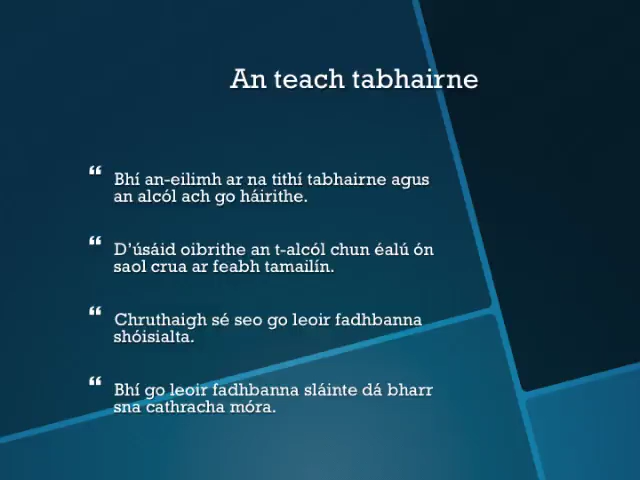 An teach tabhairne
“ Bhí an-eilimh ar na tithí tabhairne agus
an alcól ach go háirithe.
“ D’úsáid oibrithe an t-alcól chun éalú ón
saol crua ar feabh tamailín.
“ Chruthaigh sé seo go leoir fadhbanna
shóisialta.
“ Bhí go leoir fadhbanna sláinte dá bharr
sna cathracha móra.